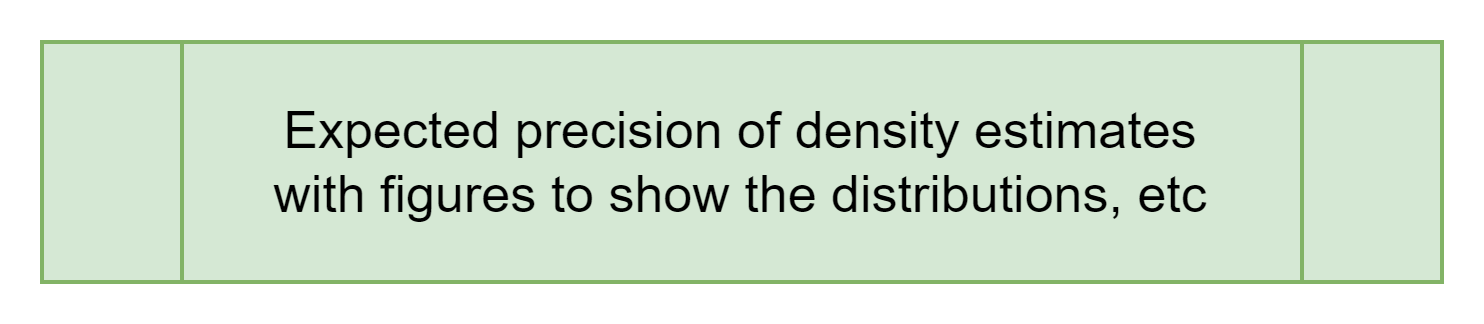 Expected precision of density estimates
with figures to show the distributions, etc